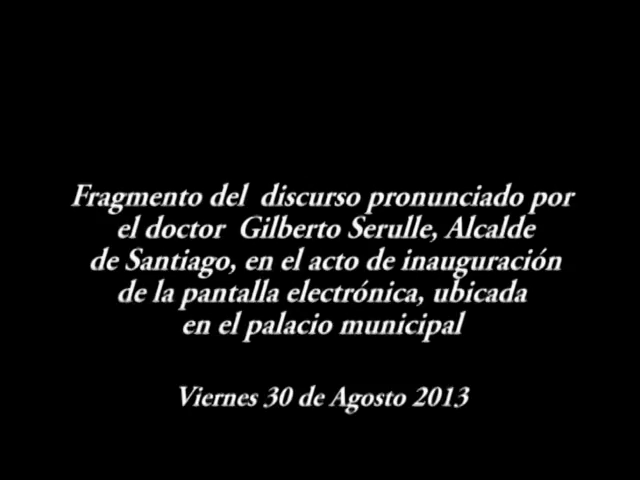 Fragmento del discurso pronunciado por
el doctor Gilberto Serulle, Alcalde
de Santiago, en el acto de inauguración
de la pantalla electrónica, ubicada
en el palacio municipal
Viernes 30 de Agosto 2013